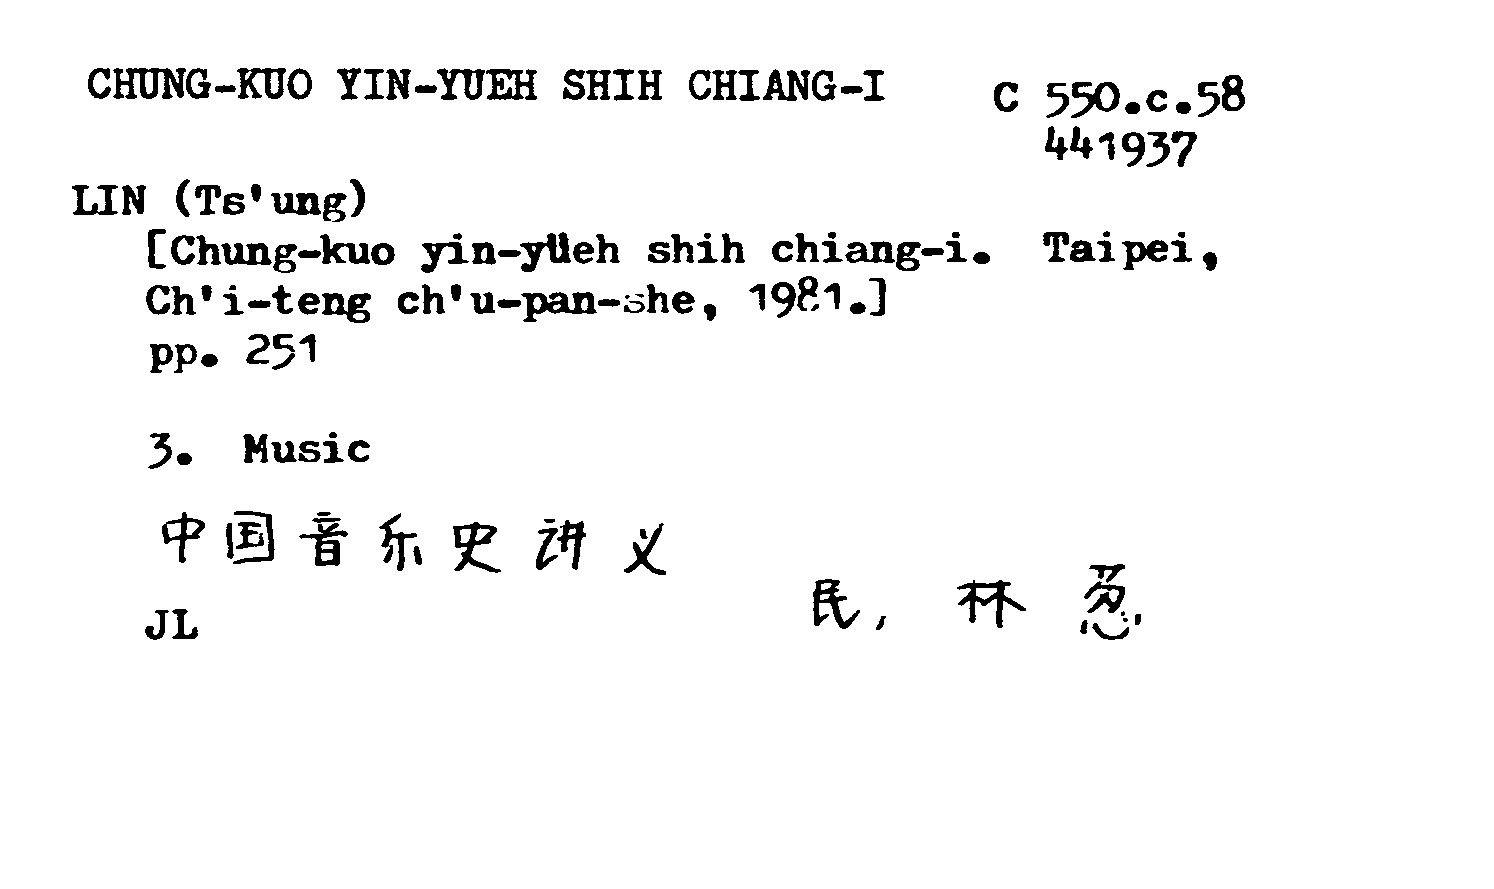 CHUNG-KUO YIN-YUEH SHIH CHIANG-I
C 550.c.58
441937
LIN (Ts'ung)
[Chung-kuo yin-yüeh shih chiang-i. Taipei,
Ch'i-teng ch'u-pan-she, 1981.]
pp. 251
3. Music
中国音乐史讲义
民, 林怱
JL